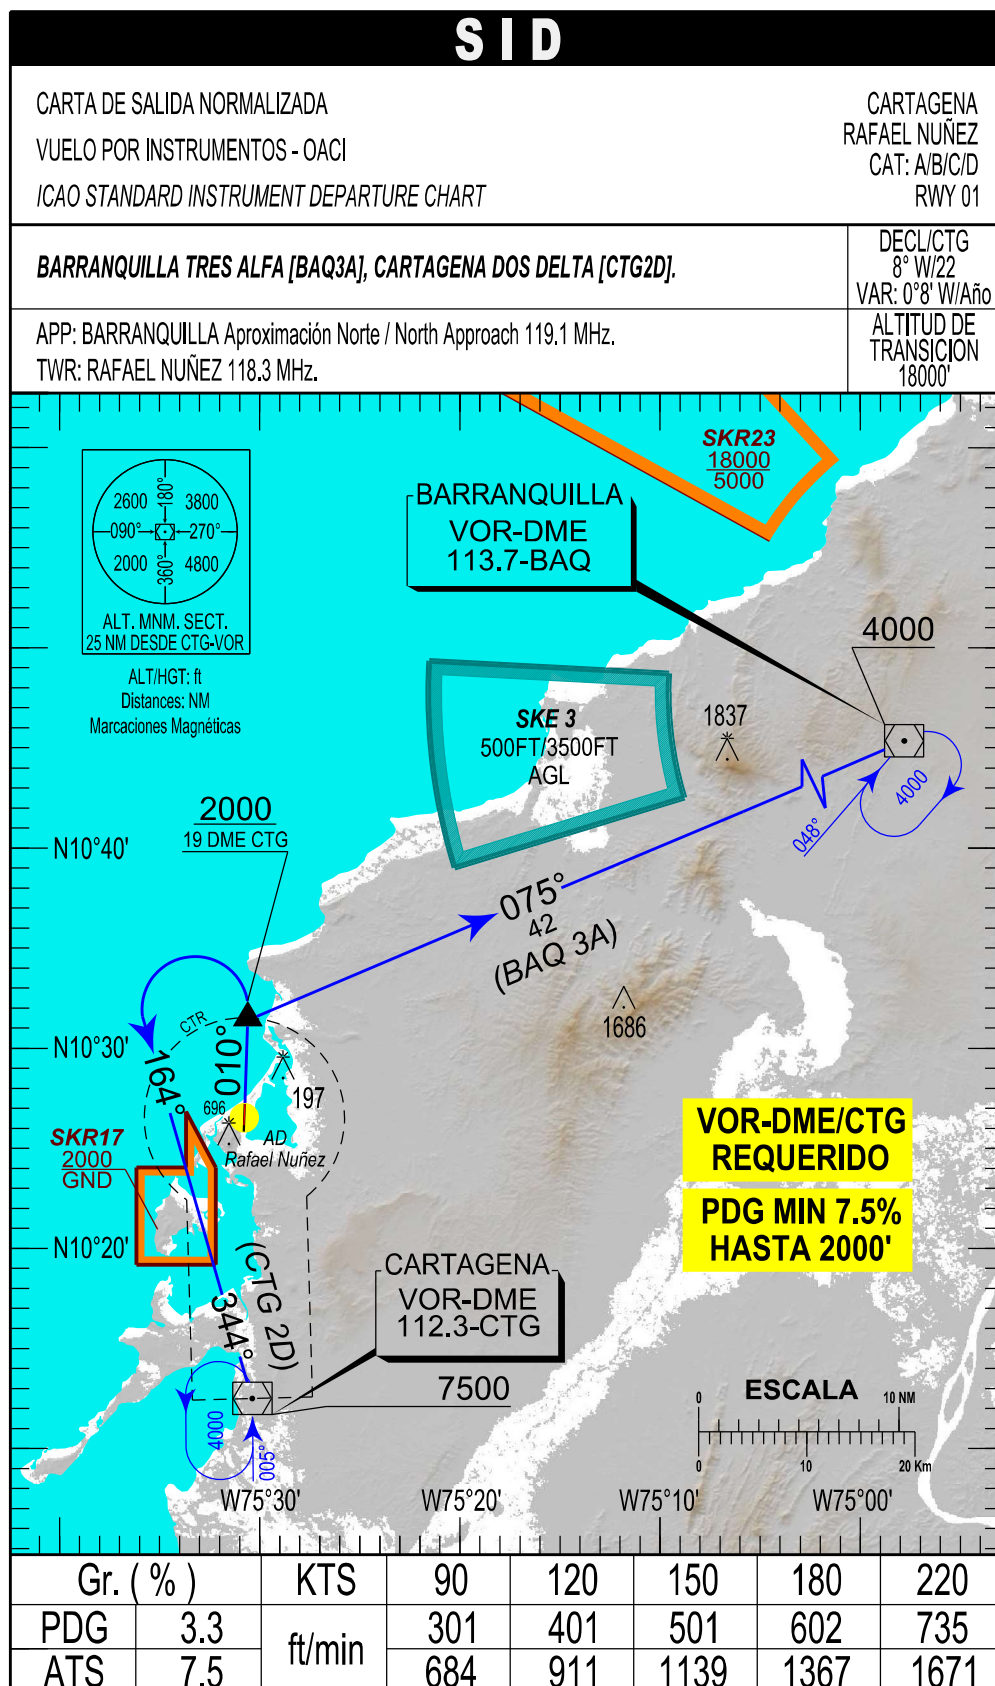 SID
CARTA DE SALIDA NORMALIZADA
VUELO POR INSTRUMENTOS - OACI
ICAO STANDARD INSTRUMENT DEPARTURE CHART
CARTAGENA
RAFAEL NUÑEZ
CAT: A/B/C/D
RWY 01
BARRANQUILLA TRES ALFA [BAQ3A], CARTAGENA DOS DELTA [CTG2D].
DECL/CTG
8° W/22
VAR: 0°8' W/Año
APP: BARRANQUILLA Aproximación Norte / North Approach 119.1 MHz.
TWR: RAFAEL NUÑEZ 118.3 MHz.
ALTITUD DE
TRANSICION
18000'
SKR23
18000
5000
2600
180°
3800
090°
270°
2000
360°
4800
ALT. MNM. SECT.
25 NM DESDE CTG-VOR
ALT/HGT: ft
Distances: NM
Marcaciones Magnéticas
BARRANQUILLA
VOR-DME
113.7-BAQ
4000
SKE 3
500FT/3500FT
AGL
1837
4000
048°
2000
19 DME CTG
N10°40'
075°
42
(BAQ 3A)
1686
CTR
N10°30'
164°
010°
197
696
AD
Rafael Nuñez
SKR17
2000
GND
VOR-DME/CTG
REQUERIDO
PDG MIN 7.5%
HASTA 2000'
N10°20'
(CTG 2D)
344°
CARTAGENA
VOR-DME
112.3-CTG
7500
4000
005°
ESCALA
0
10 NM
0
10
20 Km
W75°30'
W75°20'
W75°10'
W75°00'
Gr. ( % ) KTS 90 120 150 180 220
PDG 3.3 ft/min 301 401 501 602 735
ATS 7.5 684 911 1139 1367 1671